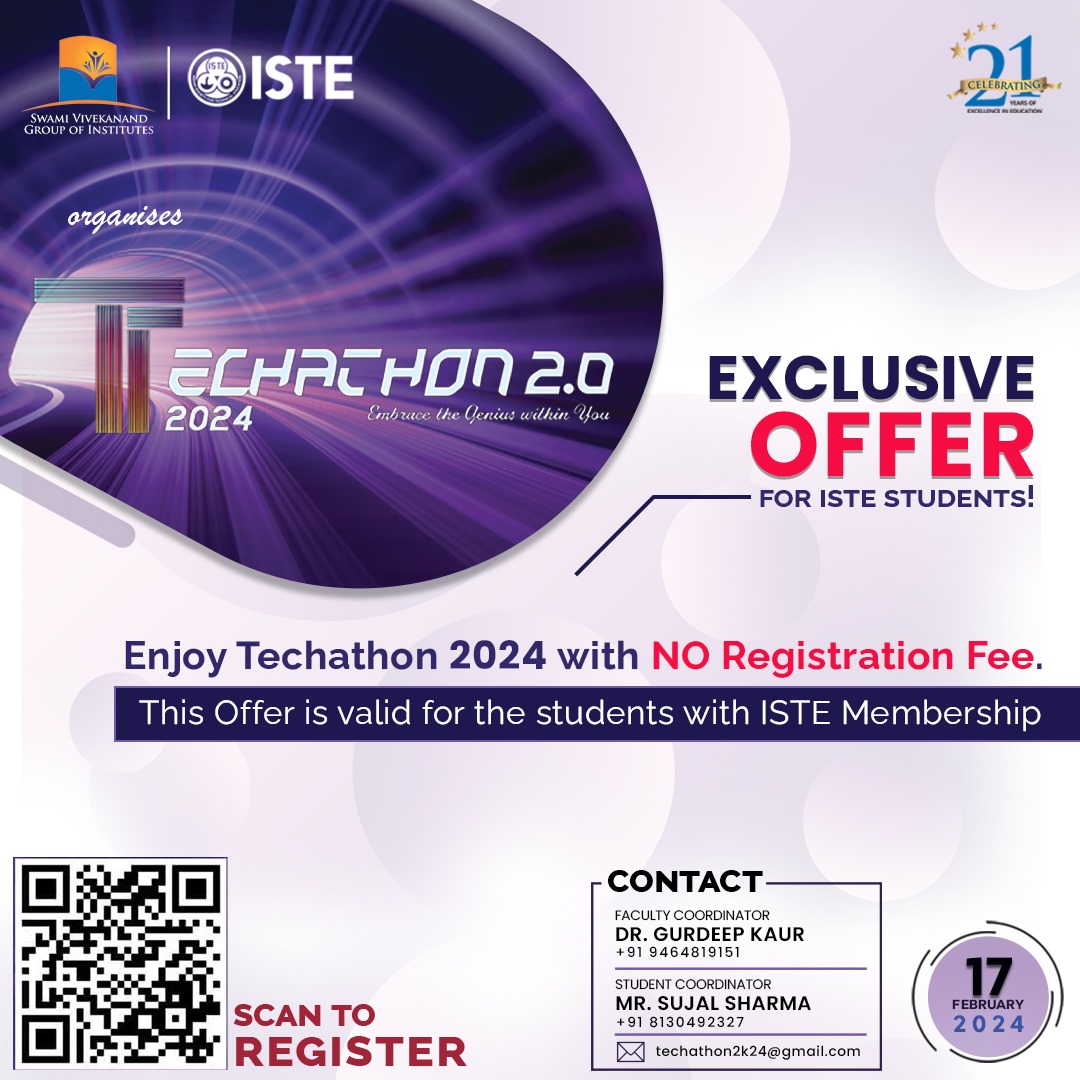 SWAMI VIVEKANAND
GROUP OF INSTITUTES
ISTE
ISTE
21
CELEBRATING
YEARS OF
EXCELLENCE IN EDUCATION
organises
TECHATHON 2.0
2024
Embrace the Genius within You
EXCLUSIVE
OFFER
FOR ISTE STUDENTS!
Enjoy Techathon 2024 with NO Registration Fee.
This Offer is valid for the students with ISTE Membership
SCAN TO
REGISTER
CONTACT
FACULTY COORDINATOR
DR. GURDEEP KAUR
+91 9464819151
STUDENT COORDINATOR
MR. SUJAL SHARMA
+91 8130492327
techathon2k24@gmail.com
17
FEBRUARY
2024